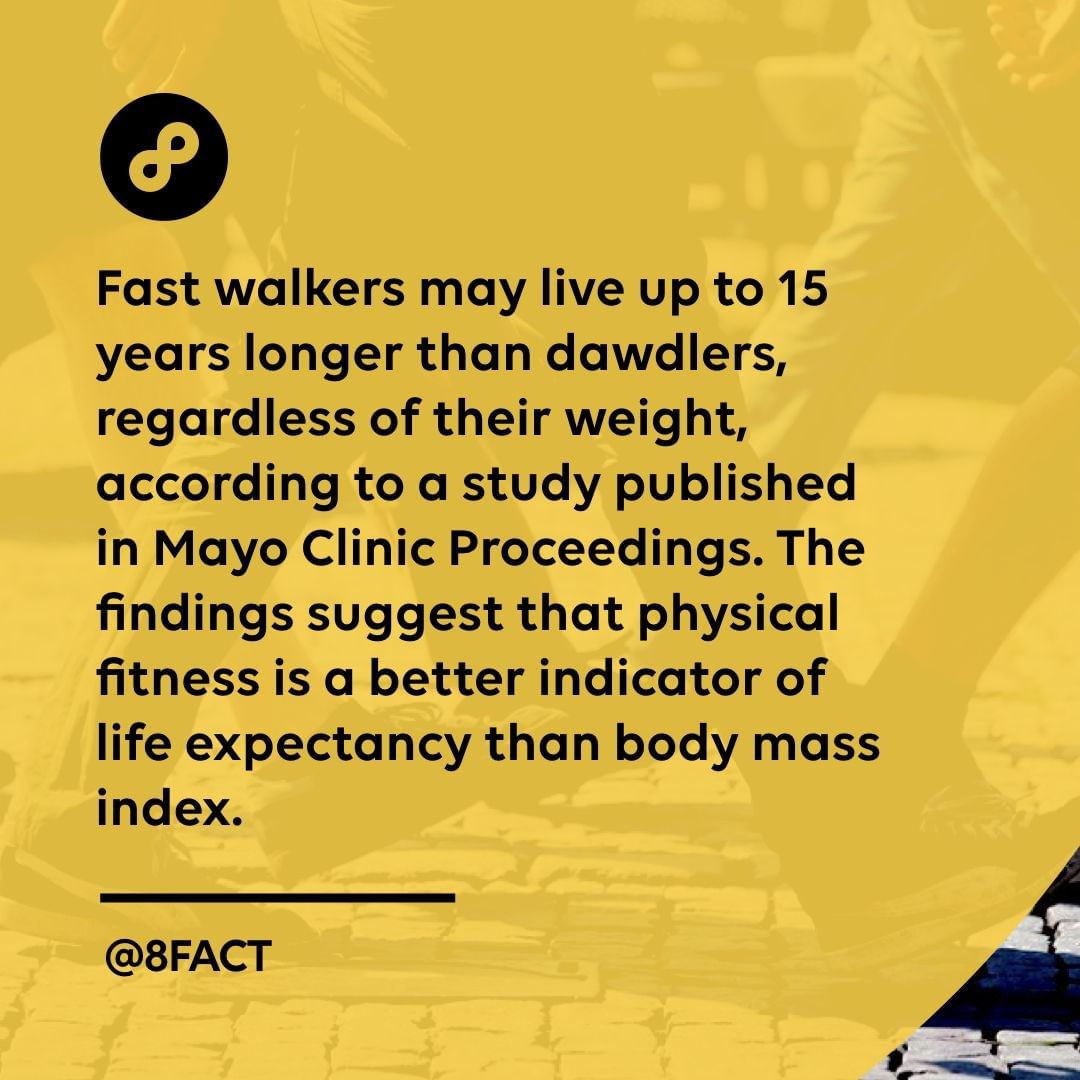 Fast walkers may live up to 15
years longer than dawdlers,
regardless of their weight,
according to a study published
in Mayo Clinic Proceedings. The
findings suggest that physical
fitness is a better indicator of
life expectancy than body mass
index.
@8FACT